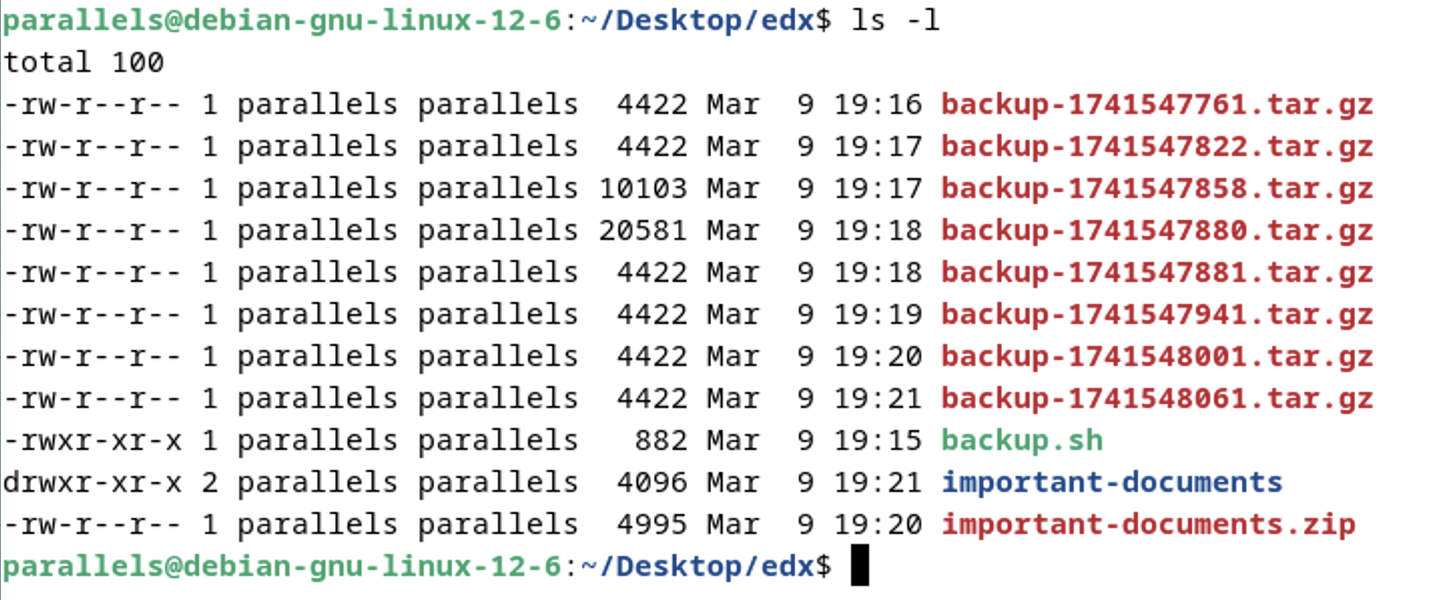 parallels@debian-gnu-linux-12-6:~/Desktop/edx$ ls -l
total 100
-rw-r--r-- 1 parallels parallels  4422 Mar  9 19:16 backup-1741547761.tar.gz
-rw-r--r-- 1 parallels parallels  4422 Mar  9 19:17 backup-1741547822.tar.gz
-rw-r--r-- 1 parallels parallels 10103 Mar  9 19:17 backup-1741547858.tar.gz
-rw-r--r-- 1 parallels parallels 20581 Mar  9 19:18 backup-1741547880.tar.gz
-rw-r--r-- 1 parallels parallels  4422 Mar  9 19:18 backup-1741547881.tar.gz
-rw-r--r-- 1 parallels parallels  4422 Mar  9 19:19 backup-1741547941.tar.gz
-rw-r--r-- 1 parallels parallels  4422 Mar  9 19:20 backup-1741548001.tar.gz
-rw-r--r-- 1 parallels parallels  4422 Mar  9 19:21 backup-1741548061.tar.gz
-rwxr-xr-x 1 parallels parallels   882 Mar  9 19:15 backup.sh
drwxr-xr-x 2 parallels parallels  4096 Mar  9 19:21 important-documents
-rw-r--r-- 1 parallels parallels  4995 Mar  9 19:20 important-documents.zip
parallels@debian-gnu-linux-12-6:~/Desktop/edx$